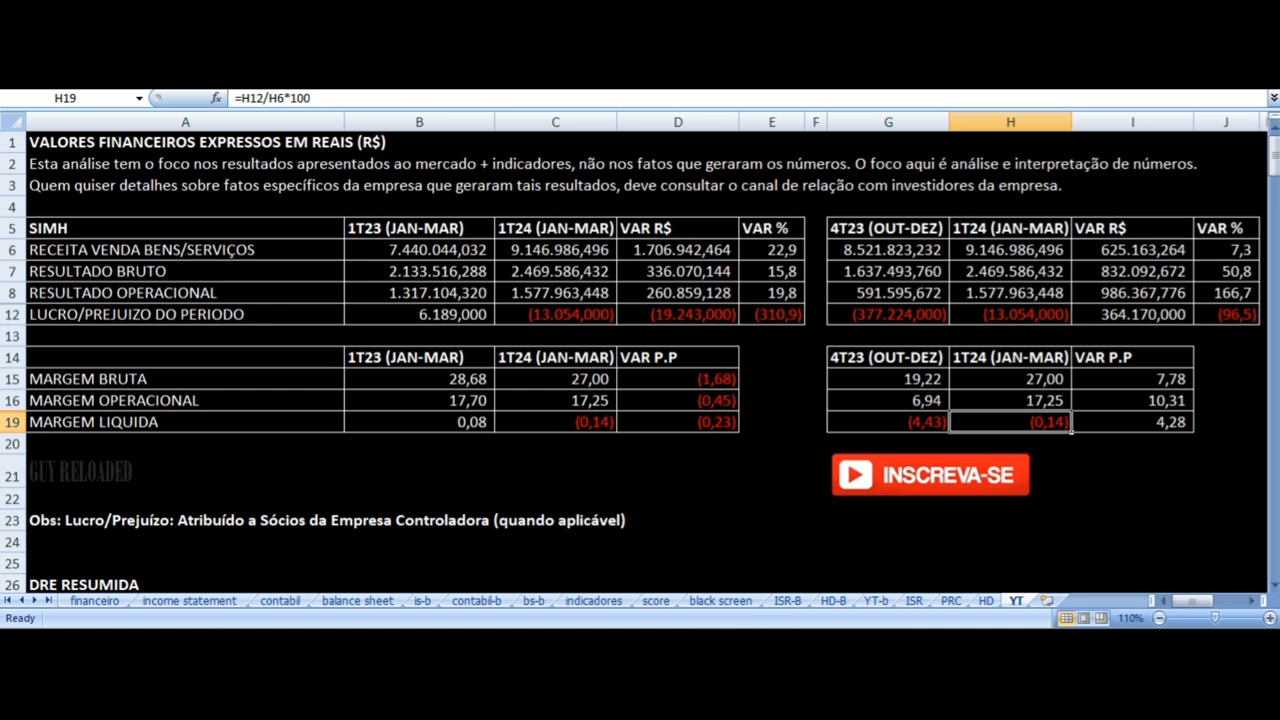 H19 fx =H12/H6*100
A B C D E F G H I J
1 VALORES FINANCEIROS EXPRESSOS EM REAIS (R$)
2 Esta análise tem o foco nos resultados apresentados ao mercado + indicadores, não nos fatos que geraram os números. O foco aqui é análise e interpretação de números.
3 Quem quiser detalhes sobre fatos específicos da empresa que geraram tais resultados, deve consultar o canal de relação com investidores da empresa.
4
5 SIMH 1T23 (JAN-MAR) 1T24 (JAN-MAR) VAR R$ VAR % 4T23 (OUT-DEZ) 1T24 (JAN-MAR) VAR R$ VAR %
6 RECEITA VENDA BENS/SERVIÇOS 7.440.044,032 9.146.986,496 1.706.942,464 22,9 8.521.823,232 9.146.986,496 625.163,264 7,3
7 RESULTADO BRUTO 2.133.516,288 2.469.586,432 336.070,144 15,8 1.637.493,760 2.469.586,432 832.092,672 50,8
8 RESULTADO OPERACIONAL 1.317.104,320 1.577.963,448 260.859,128 19,8 591.595,672 1.577.963,448 986.367,776 166,7
12 LUCRO/PREJUIZO DO PERIODO 6.189,000 (13.054,000) (19.243,000) (310,9) (377.224,000) (13.054,000) 364.170,000 (96,5)
13
14 1T23 (JAN-MAR) 1T24 (JAN-MAR) VAR P.P 4T23 (OUT-DEZ) 1T24 (JAN-MAR) VAR P.P
15 MARGEM BRUTA 28,68 27,00 (1,68) 19,22 27,00 7,78
16 MARGEM OPERACIONAL 17,70 17,25 (0,45) 6,94 17,25 10,31
19 MARGEM LIQUIDA 0,08 (0,14) (0,23) (4,43) (0,14) 4,28
20
21 GUY RELOADED INSCREVA-SE
22
23 Obs: Lucro/Prejuízo: Atribuído a Sócios da Empresa Controladora (quando aplicável)
24
25
26 DRE RESUMIDA
financeiro income statement contabil balance sheet is-b contabil-b bs-b indicadores score black screen ISR-B HD-B YT-b ISR PRC HD YT
Ready 110%